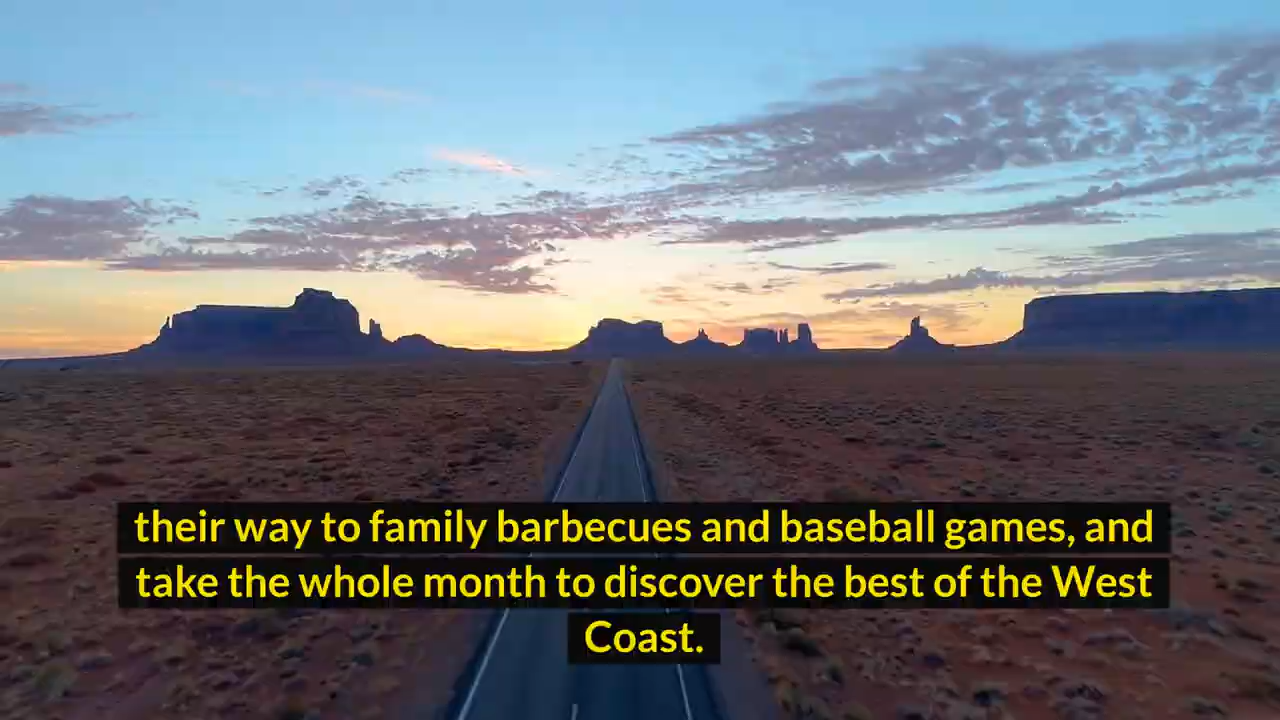 their way to family barbecues and baseball games, and
take the whole month to discover the best of the West
Coast.